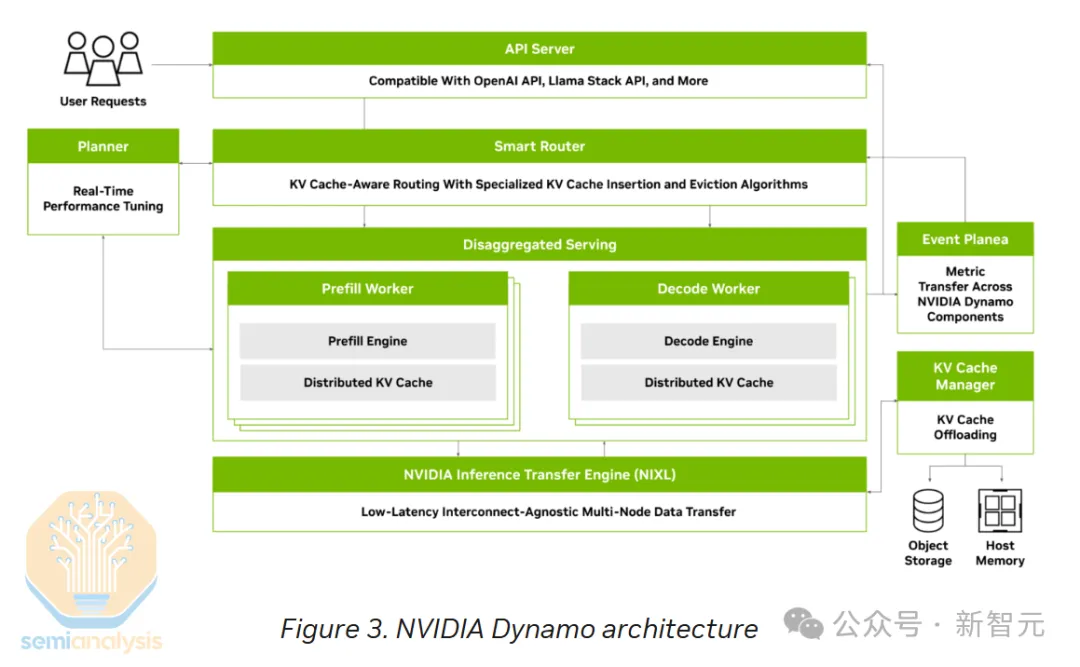 API Server
Compatible With OpenAI API, Llama Stack API, and More
User Requests
Planner
Real-Time
Performance Tuning
Smart Router
KV Cache-Aware Routing With Specialized KV Cache Insertion and Eviction Algorithms
Disaggregated Serving
Prefill Worker
Prefill Engine
Distributed KV Cache
Decode Worker
Decode Engine
Distributed KV Cache
Event Planea
Metric
Transfer Across
NVIDIA Dynamo
Components
KV Cache
Manager
KV Cache
Offloading
Object
Storage
Host
Memory
NVIDIA Inference Transfer Engine (NIXL)
Low-Latency Interconnect-Agnostic Multi-Node Data Transfer
semianalysis
Figure 3. NVIDIA Dynamo architecture
公众号 · 新智元